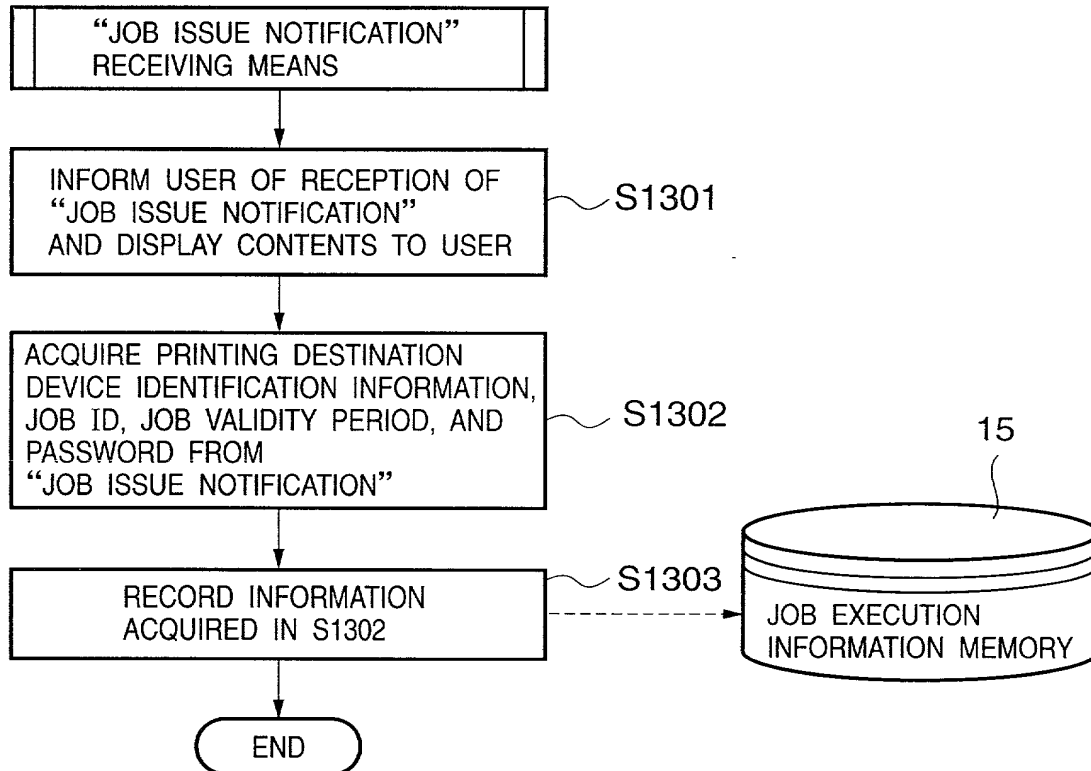 “JOB ISSUE NOTIFICATION”
RECEIVING MEANS
INFORM USER OF RECEPTION OF
“JOB ISSUE NOTIFICATION”
AND DISPLAY CONTENTS TO USER
S1301
ACQUIRE PRINTING DESTINATION
DEVICE IDENTIFICATION INFORMATION,
JOB ID, JOB VALIDITY PERIOD, AND
PASSWORD FROM
“JOB ISSUE NOTIFICATION”
S1302
15
RECORD INFORMATION
ACQUIRED IN S1302
S1303
JOB EXECUTION
INFORMATION MEMORY
END